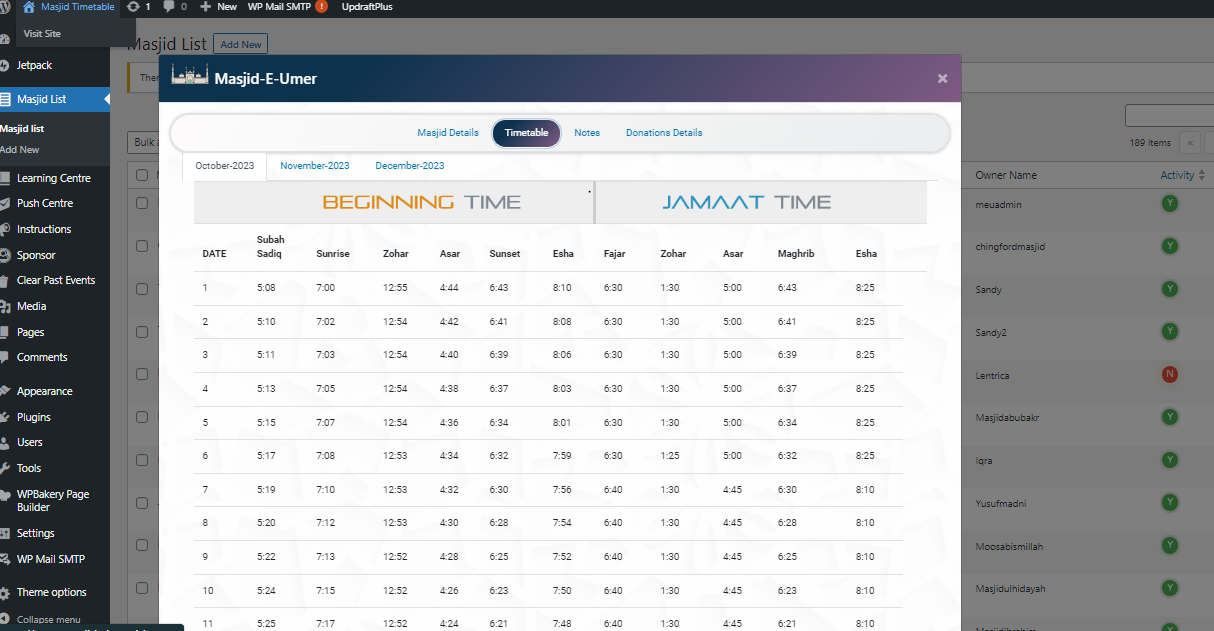 Masjid Timetable 1 0 New WP Mail SMTP ! UpdraftPlus
Visit Site
Jetpack
Masjid List
Masjid list
Add New
Learning Centre
Push Centre
Instructions
Sponsor
Clear Past Events
Media
Pages
Comments
Appearance
Plugins
Users
Tools
WPBakery Page
Builder
Settings
WP Mail SMTP
Theme options
Collapse menu
Masjid List Add New
Masjid-E-Umer ×
Masjid Details Timetable Notes Donations Details
October-2023 November-2023 December-2023
BEGINNING TIME JAMAAT TIME
DATE Subah Sadiq Sunrise Zohar Asar Sunset Esha Fajar Zohar Asar Maghrib Esha
1 5:08 7:00 12:55 4:44 6:43 8:10 6:30 1:30 5:00 6:43 8:25
2 5:10 7:02 12:54 4:42 6:41 8:08 6:30 1:30 5:00 6:41 8:25
3 5:11 7:03 12:54 4:40 6:39 8:06 6:30 1:30 5:00 6:39 8:25
4 5:13 7:05 12:54 4:38 6:37 8:03 6:30 1:30 5:00 6:37 8:25
5 5:15 7:07 12:54 4:36 6:34 8:01 6:30 1:30 5:00 6:34 8:25
6 5:17 7:08 12:53 4:34 6:32 7:59 6:30 1:25 5:00 6:32 8:25
7 5:19 7:10 12:53 4:32 6:30 7:56 6:40 1:30 4:45 6:30 8:10
8 5:20 7:12 12:53 4:30 6:28 7:54 6:40 1:30 4:45 6:28 8:10
9 5:22 7:13 12:52 4:28 6:25 7:52 6:40 1:30 4:45 6:25 8:10
10 5:24 7:15 12:52 4:26 6:23 7:50 6:40 1:30 4:45 6:23 8:10
11 5:25 7:17 12:52 4:24 6:21 7:48 6:40 1:30 4:45 6:21 8:10
189 items «
Owner Name Activity
meuadmin Y
chingfordmasjid Y
Sandy Y
Sandy2 Y
Lentrica N
Masjidabubakr Y
Iqra Y
Yusufmadni Y
Moosabismillah Y
Masjidulhidayah Y